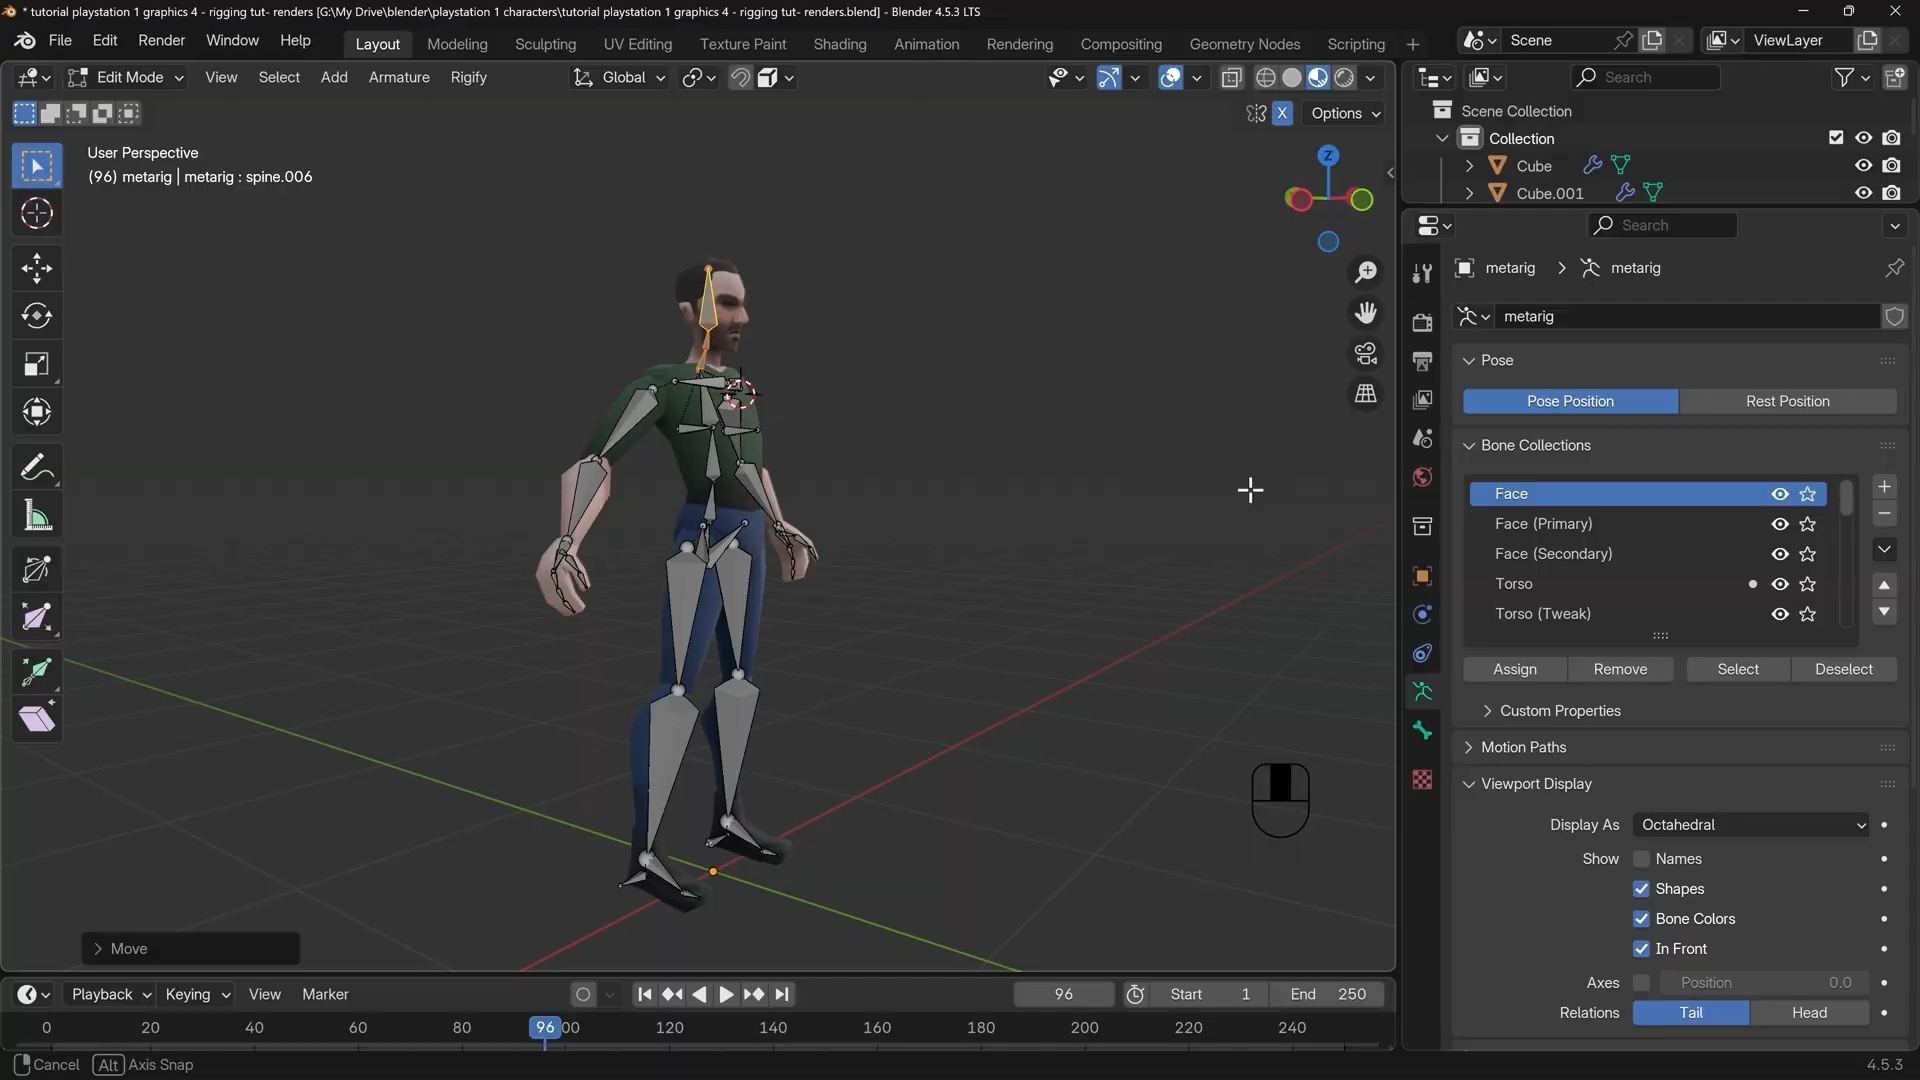 * tutorial playstation 1 graphics 4 - rigging tut- renders [G:\My Drive\blender\playstation 1 characters\tutorial playstation 1 graphics 4 - rigging tut- renders.blend] - Blender 4.5.3 LTS
File Edit Render Window Help Layout Modeling Sculpting UV Editing Texture Paint Shading Animation Rendering Compositing Geometry Nodes Scripting + Scene ViewLayer
Edit Mode View Select Add Armature Rigify Global Search
X Options
User Perspective
(96) metarig | metarig : spine.006
Z
Scene Collection
Collection
Cube
Cube.001
Search
metarig > metarig
metarig
Pose
Pose Position Rest Position
Bone Collections
Face
Face (Primary)
Face (Secondary)
Torso
Torso (Tweak)
Assign Remove Select Deselect
Custom Properties
Motion Paths
Viewport Display
Display As Octahedral
Show Names
Shapes
Bone Colors
In Front
Axes Position 0.0
Relations Tail Head
Move
Playback Keying View Marker 96 Start 1 End 250
0 20 40 60 80 96 00 120 140 160 180 200 220 240
Cancel Alt Axis Snap 4.5.3